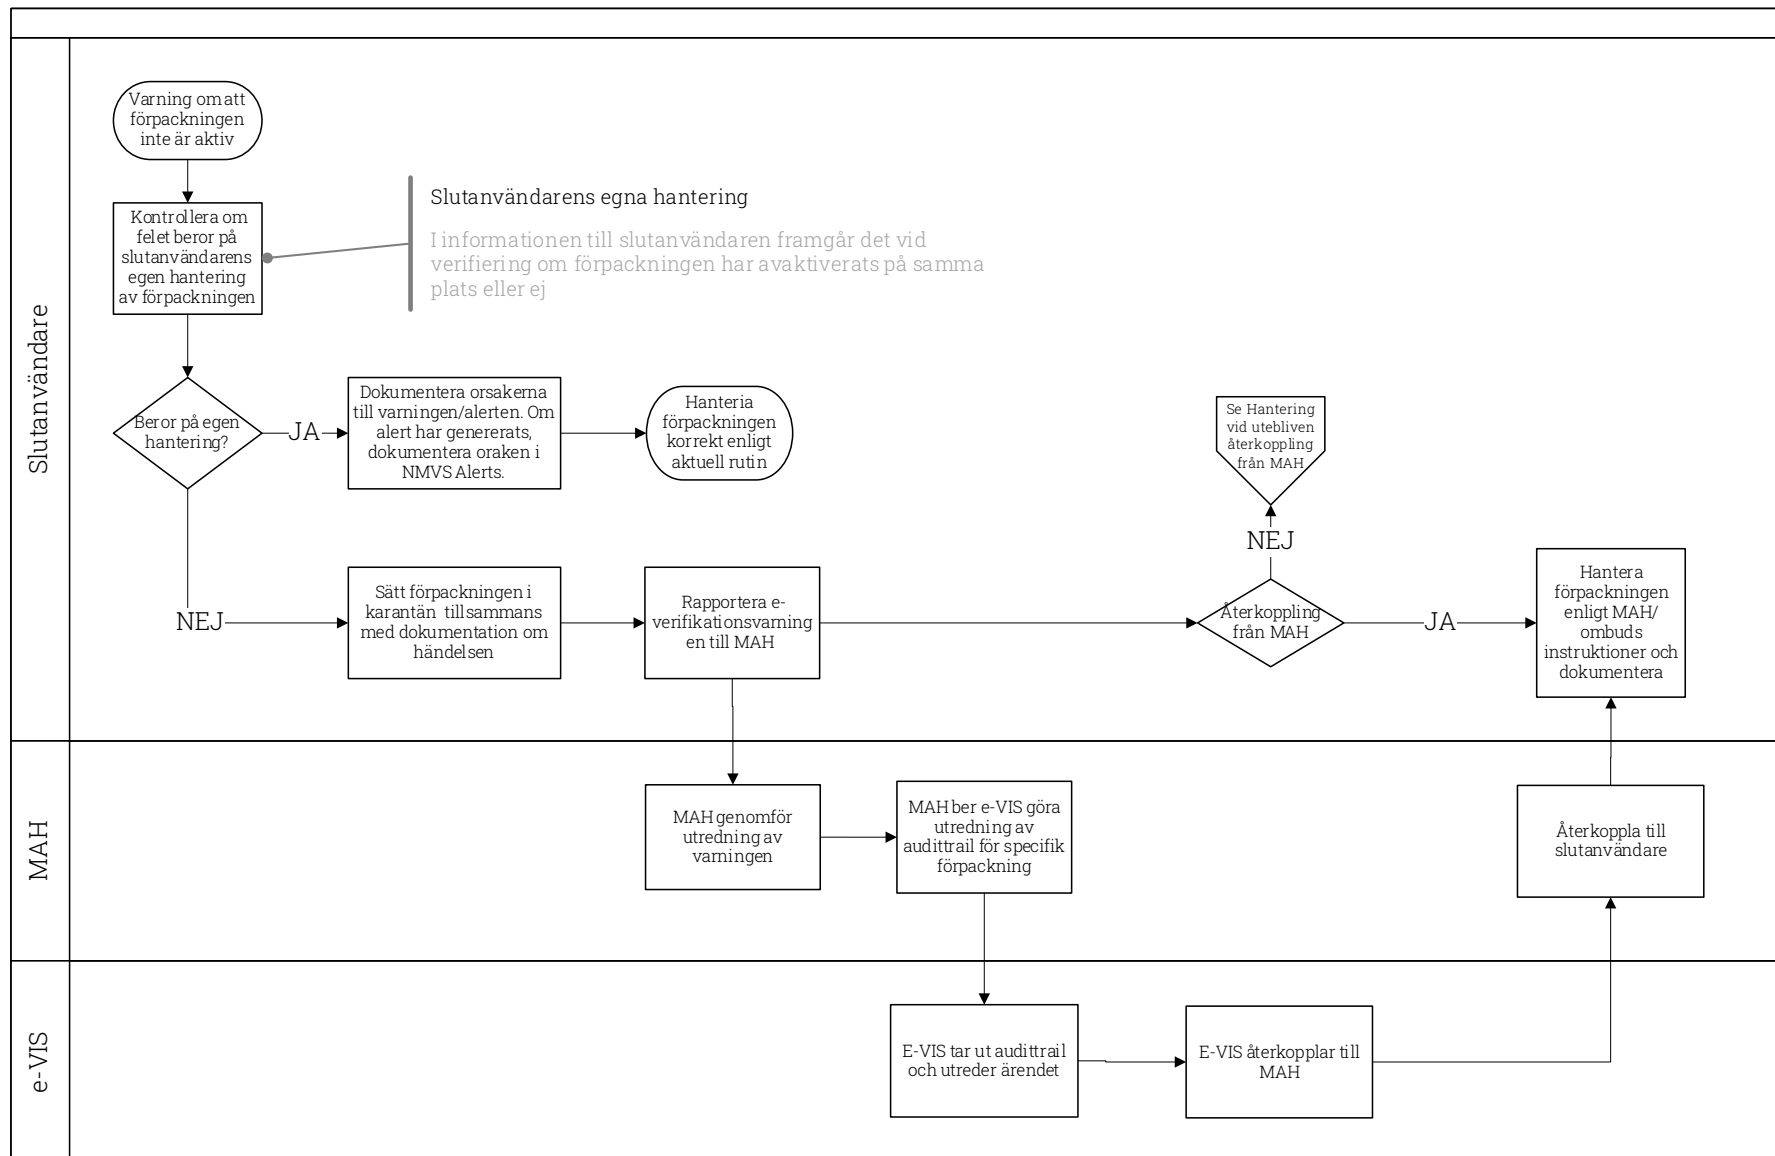 Slutanvändare
Varning om att
förpackningen
inte är aktiv
Kontrollera om
felet beror på
slutanvändarens
egen hantering
av förpackningen
Slutanvändarens egna hantering
I informationen till slutanvändaren framgår det vid
verifiering om förpackningen har avaktiverats på samma
plats eller ej
Beror på egen
hantering?
JA
Dokumentera orsakerna
till varningen/alerten. Om
alert har genererats,
dokumentera oraken i
NMVS Alerts.
Hanteria
förpackningen
korrekt enligt
aktuell rutin
Se Hantering
vid utebliven
återkoppling
från MAH
NEJ
NEJ
Sätt förpackningen i
karantän tillsammans
med dokumentation om
händelsen
Rapportera e-
verifikationsvarning
en till MAH
Återkoppling
från MAH
JA
Hantera
förpackningen
enligt MAH/
ombuds
instruktioner och
dokumentera
MAH
MAH genomför
utredning av
varningen
MAH ber e-VIS göra
utredning av
audittrail för specifik
förpackning
Återkoppla till
slutanvändare
e-VIS
E-VIS tar ut audittrail
och utreder ärendet
E-VIS återkopplar till
MAH